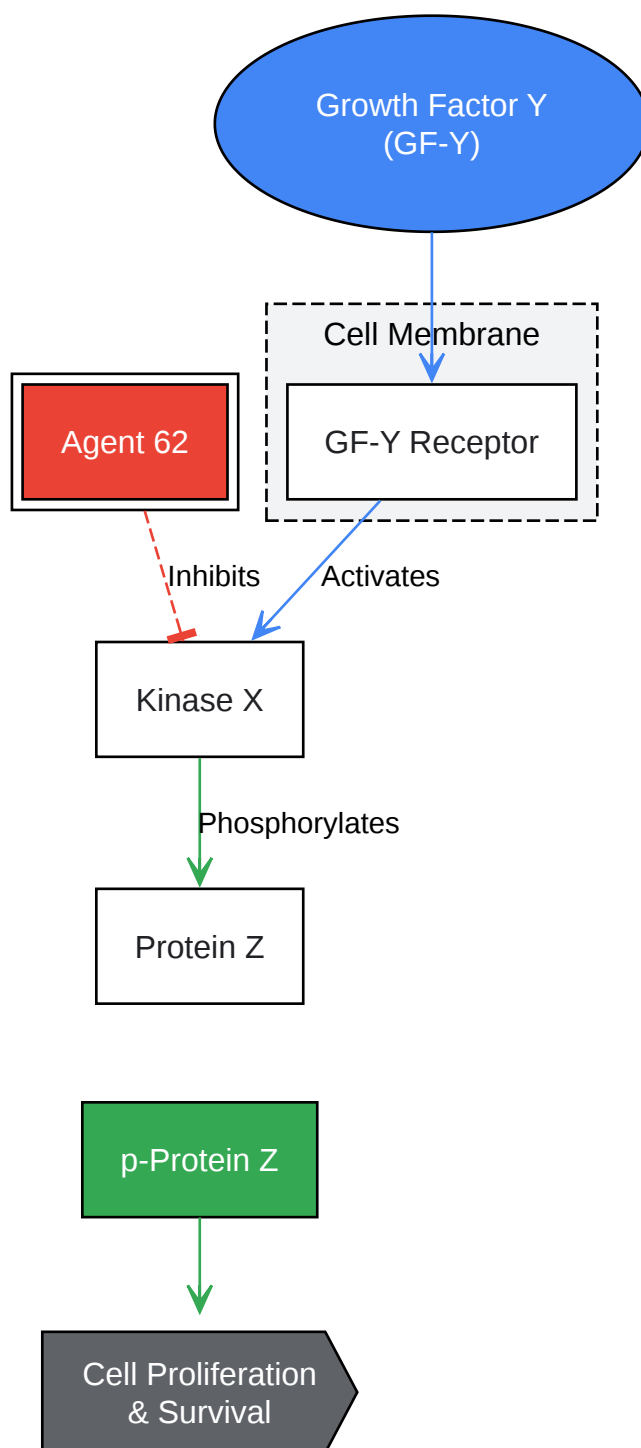 Growth Factor Y
(GF-Y)
Cell Membrane
Agent 62
GF-Y Receptor
Inhibits
Activates
Kinase X
Phosphorylates
Protein Z
p-Protein Z
Cell Proliferation
& Survival